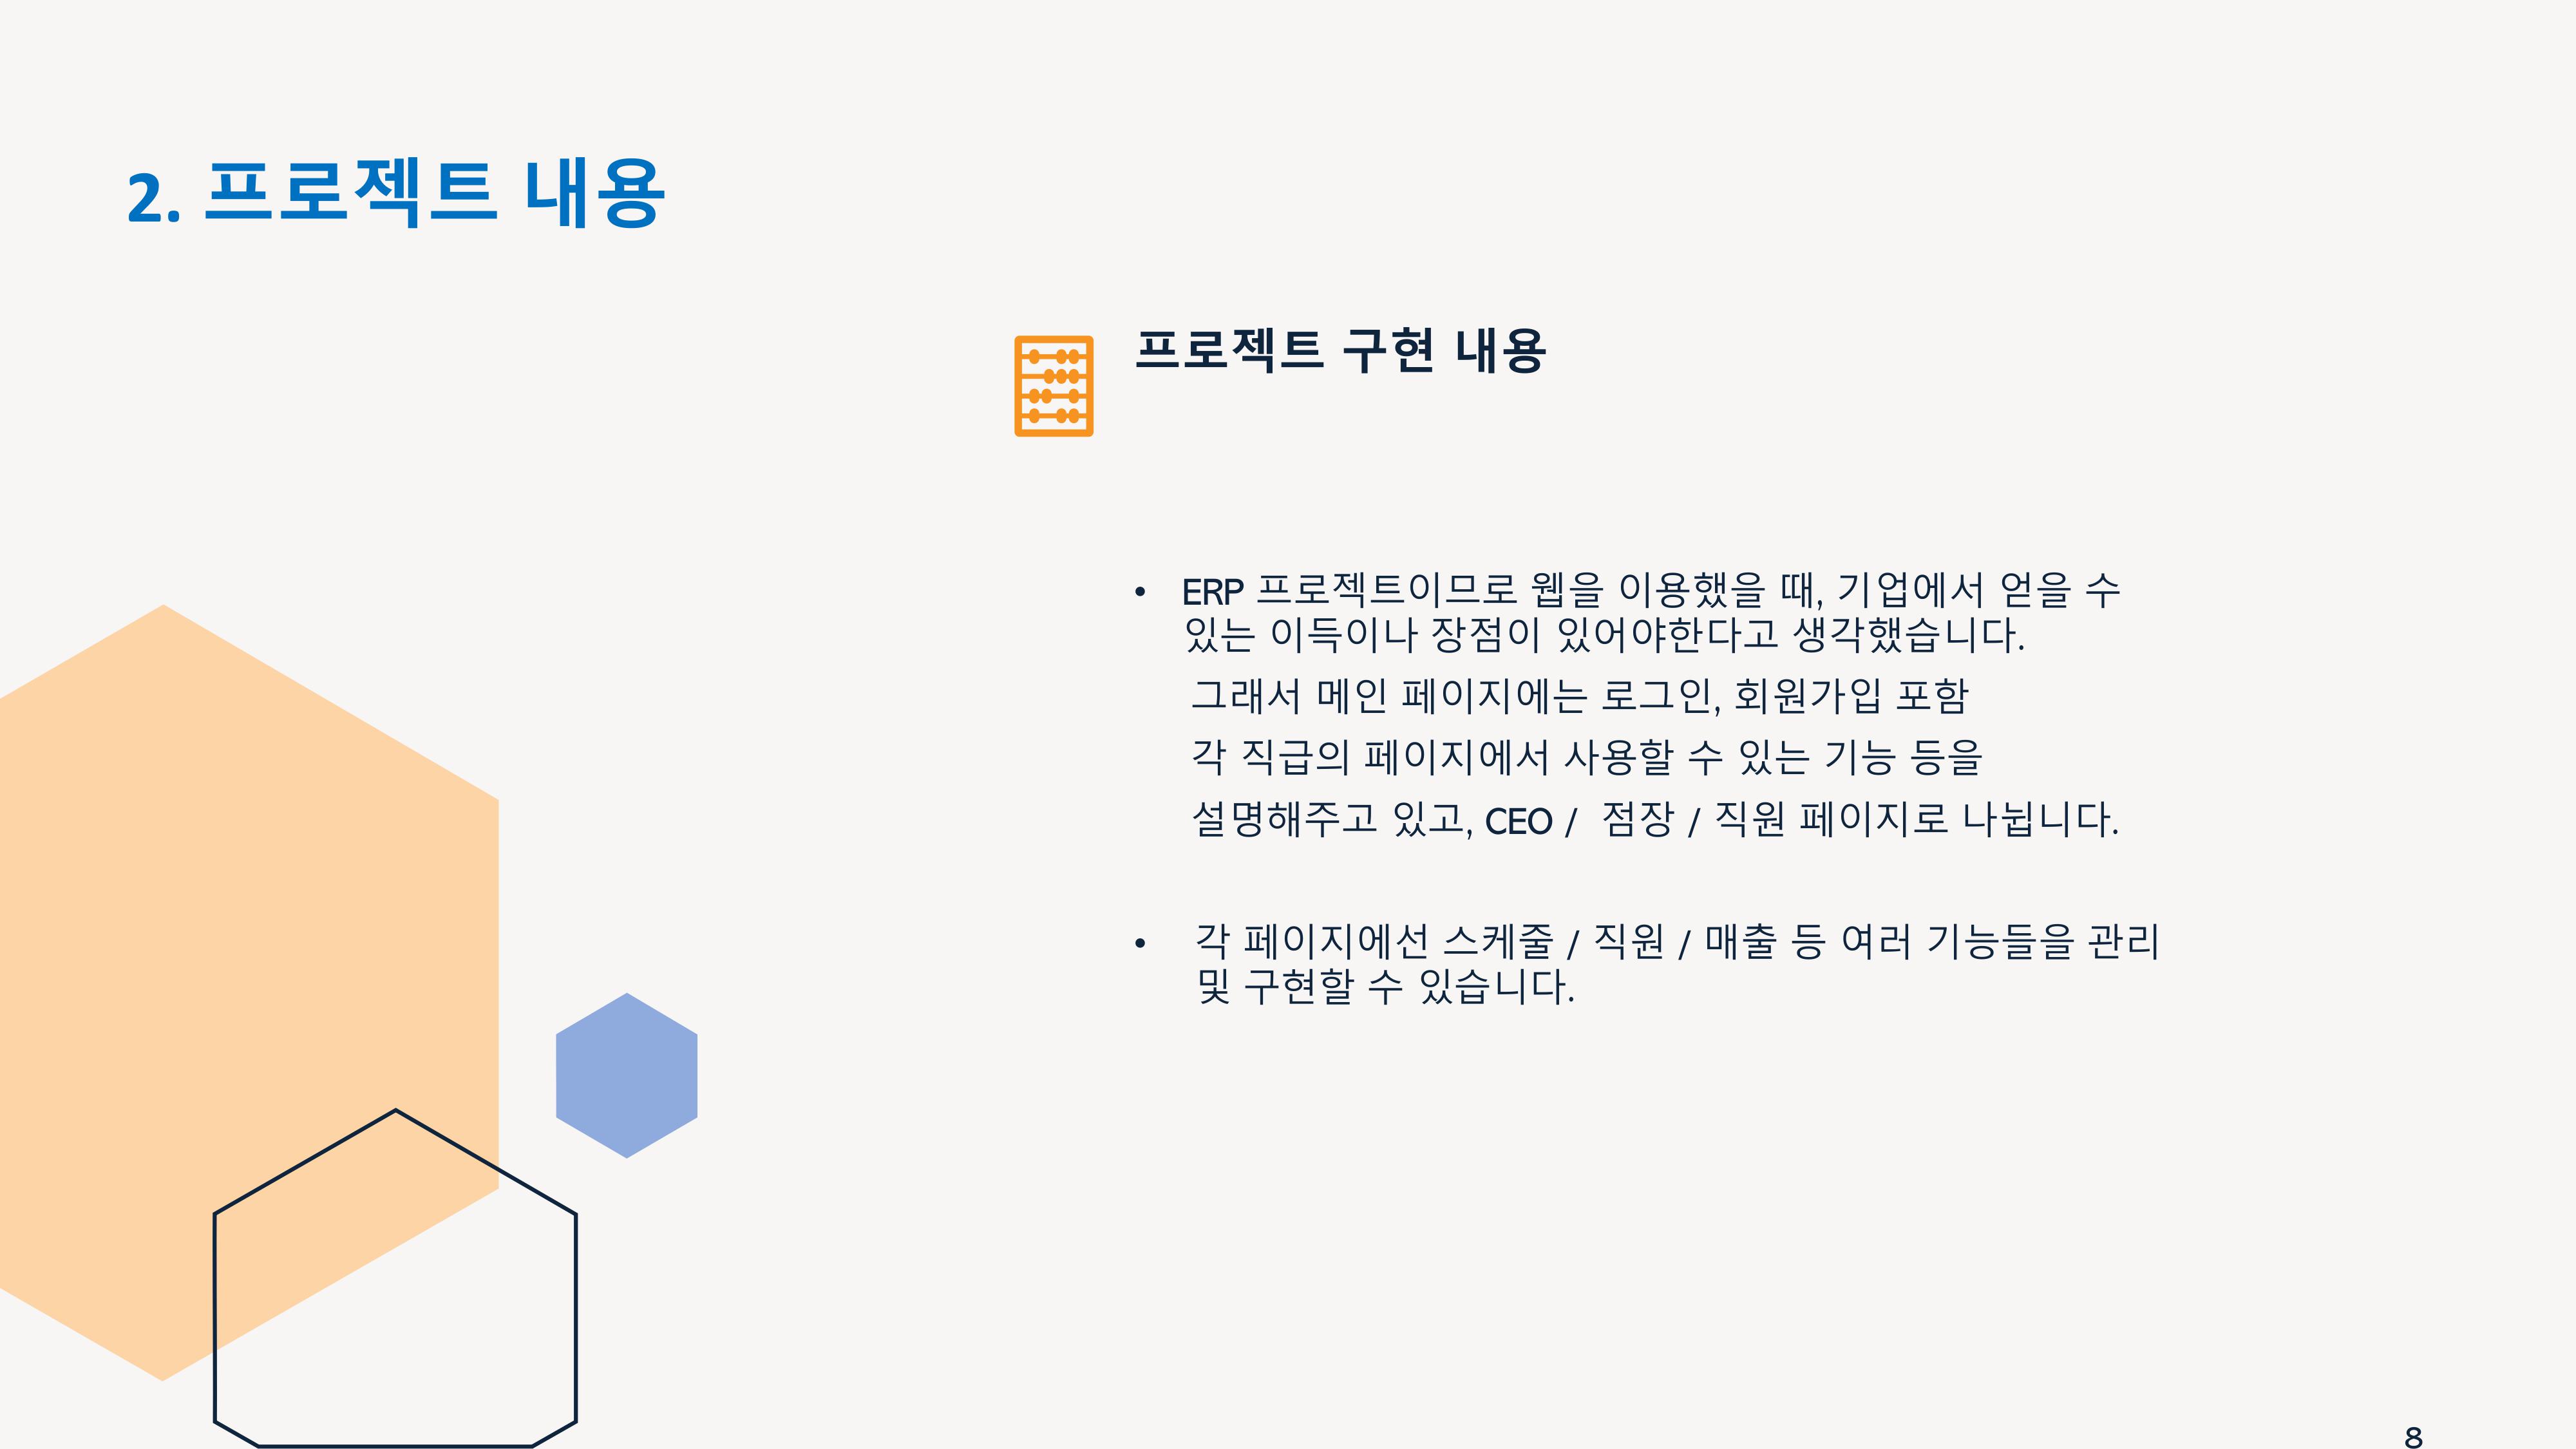 2. 프로젝트 내용
프로젝트 구현 내용
• ERP 프로젝트이므로 웹을 이용했을 때, 기업에서 얻을 수
있는 이득이나 장점이 있어야한다고 생각했습니다.
그래서 메인 페이지에는 로그인, 회원가입 포함
각 직급의 페이지에서 사용할 수 있는 기능 등을
설명해주고 있고, CEO / 점장 / 직원 페이지로 나뉩니다.
• 각 페이지에선 스케줄 / 직원 / 매출 등 여러 기능들을 관리
및 구현할 수 있습니다.
8